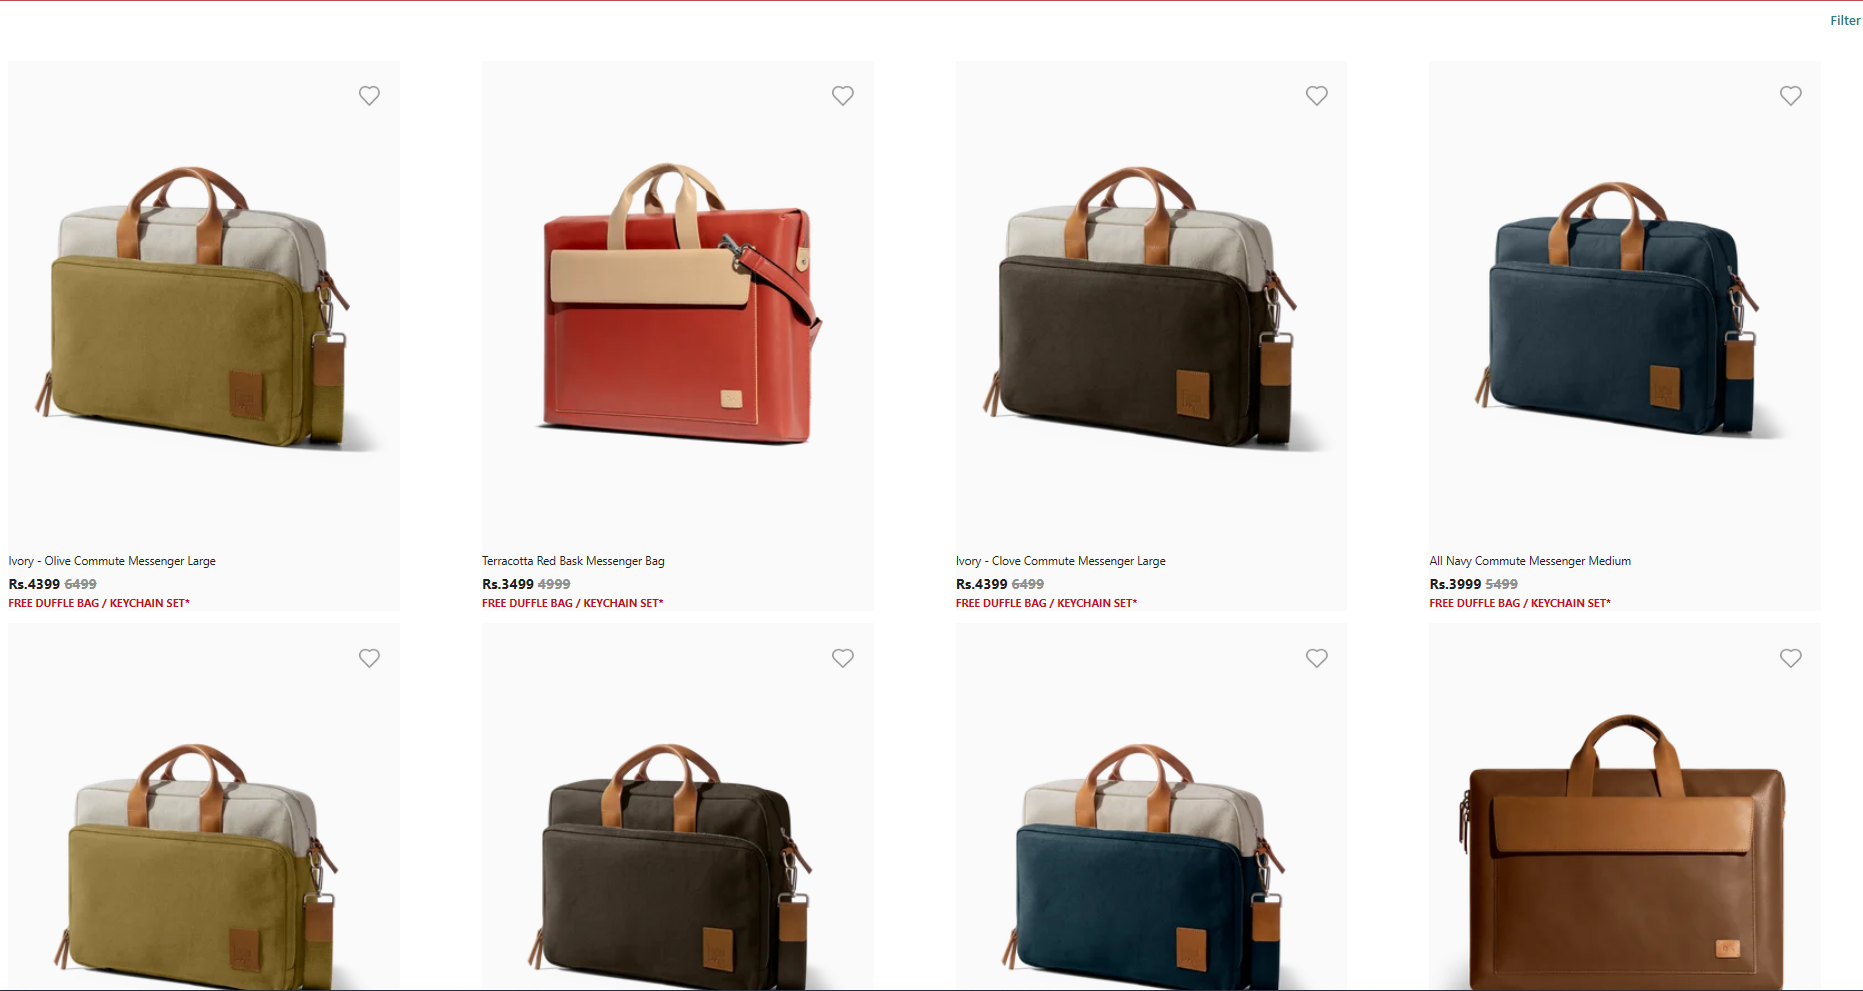 Filter
Ivory - Olive Commute Messenger Large
Rs.4399 6499
FREE DUFFLE BAG / KEYCHAIN SET*
Terracotta Red Bask Messenger Bag
Rs.3499 4999
FREE DUFFLE BAG / KEYCHAIN SET*
Ivory - Clove Commute Messenger Large
Rs.4399 6499
FREE DUFFLE BAG / KEYCHAIN SET*
All Navy Commute Messenger Medium
Rs.3999 5499
FREE DUFFLE BAG / KEYCHAIN SET*